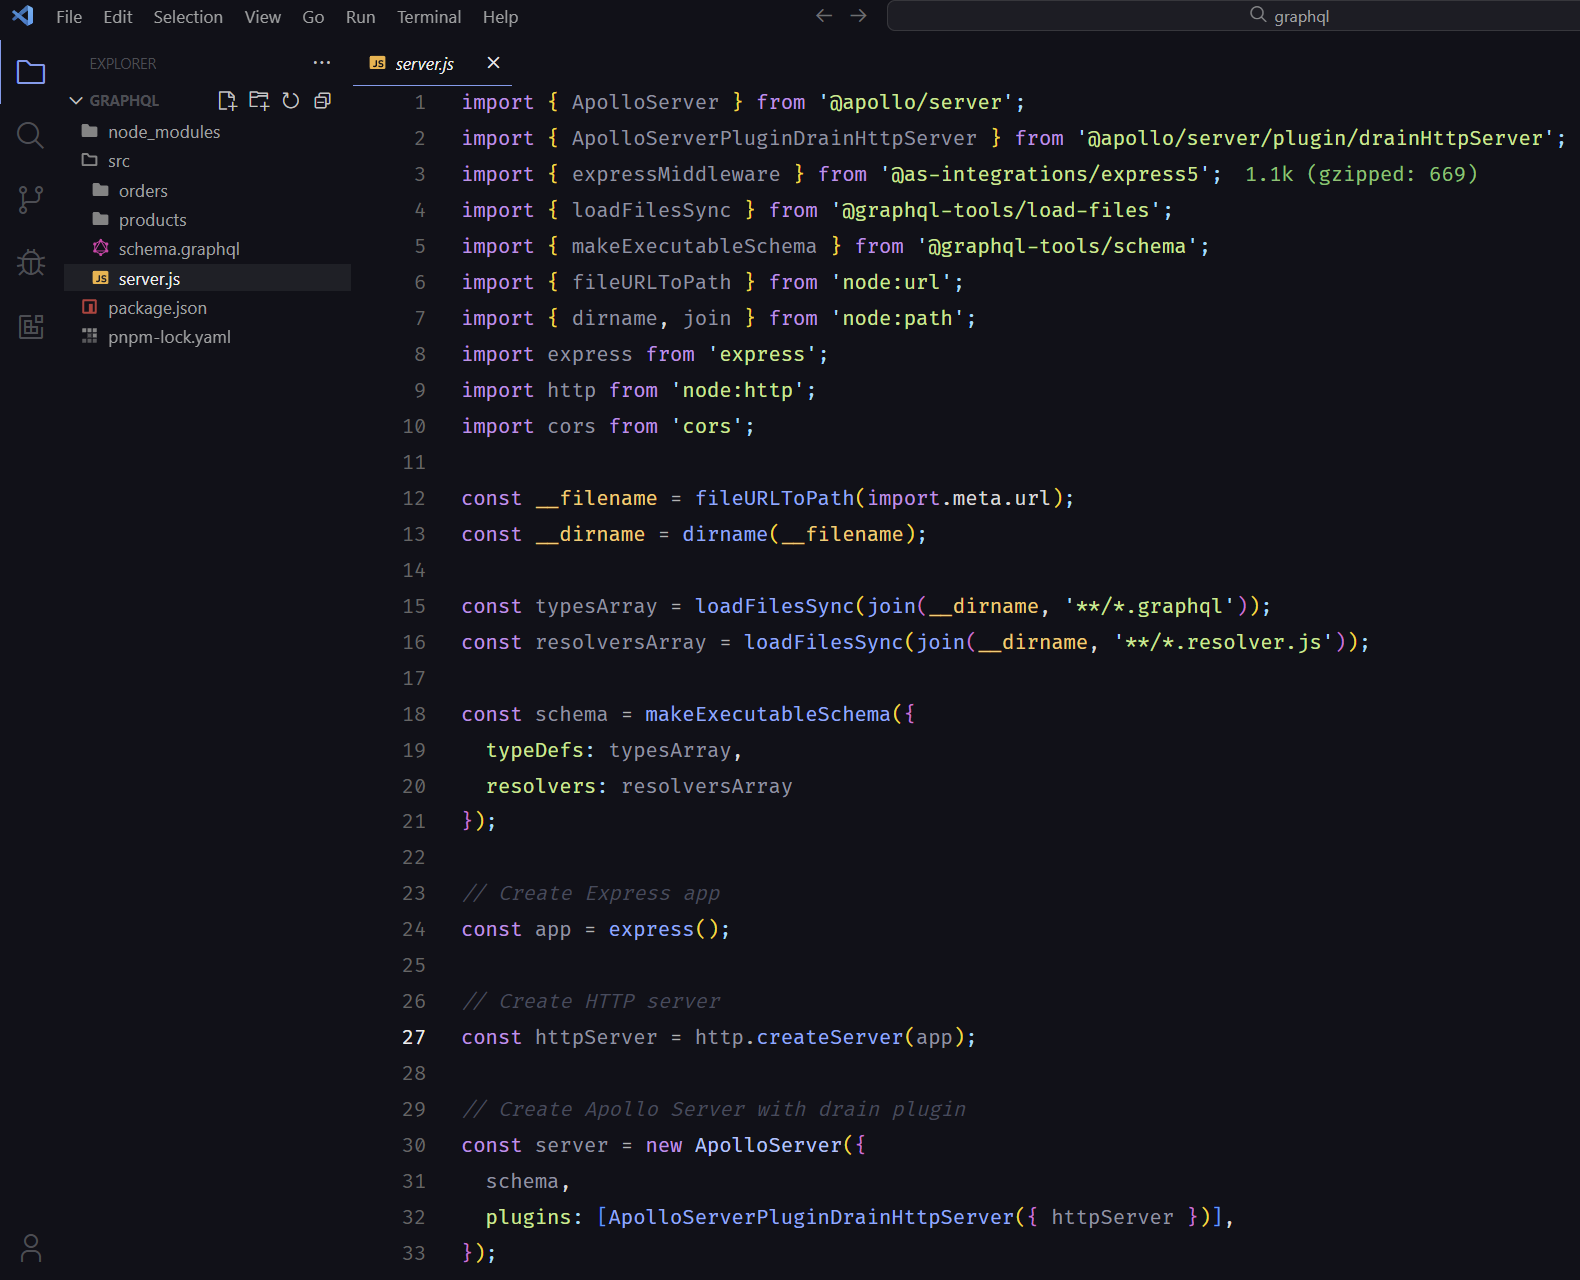 File Edit Selection View Go Run Terminal Help
graphql
EXPLORER
GRAPHQL
node_modules
src
orders
products
schema.graphql
JS server.js
package.json
pnpm-lock.yaml
JS server.js
1 import { ApolloServer } from '@apollo/server';
2 import { ApolloServerPluginDrainHttpServer } from '@apollo/server/plugin/drainHttpServer';
3 import { expressMiddleware } from '@as-integrations/express5'; 1.1k (gzipped: 669)
4 import { loadFilesSync } from '@graphql-tools/load-files';
5 import { makeExecutableSchema } from '@graphql-tools/schema';
6 import { fileURLToPath } from 'node:url';
7 import { dirname, join } from 'node:path';
8 import express from 'express';
9 import http from 'node:http';
10 import cors from 'cors';
11
12 const __filename = fileURLToPath(import.meta.url);
13 const __dirname = dirname(__filename);
14
15 const typesArray = loadFilesSync(join(__dirname, '**/*.graphql'));
16 const resolversArray = loadFilesSync(join(__dirname, '**/*.resolver.js'));
17
18 const schema = makeExecutableSchema({
19   typeDefs: typesArray,
20   resolvers: resolversArray
21 });
22
23 // Create Express app
24 const app = express();
25
26 // Create HTTP server
27 const httpServer = http.createServer(app);
28
29 // Create Apollo Server with drain plugin
30 const server = new ApolloServer({
31   schema,
32   plugins: [ApolloServerPluginDrainHttpServer({ httpServer })],
33 });